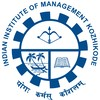 INDIAN INSTITUTE OF MANAGEMENT KOZHIKODE
योगः कर्मसु कौशलम्